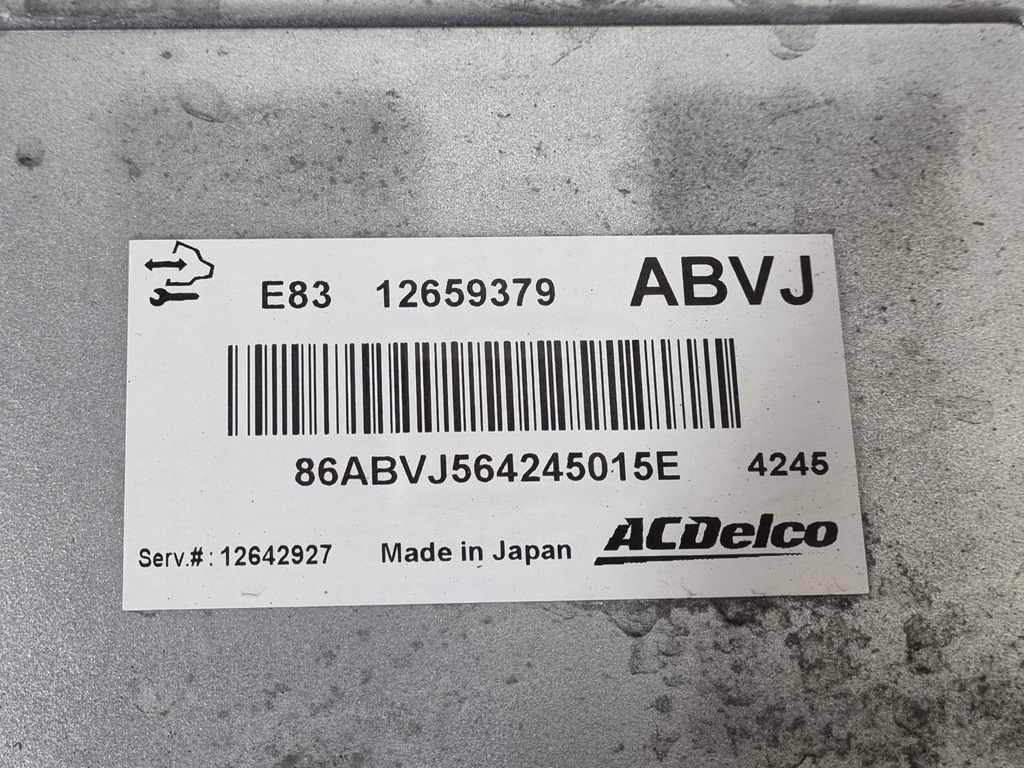 E83 12659379 ABVJ
86ABVJ564245015E 4245
Serv.#: 12642927 Made in Japan ACDelco